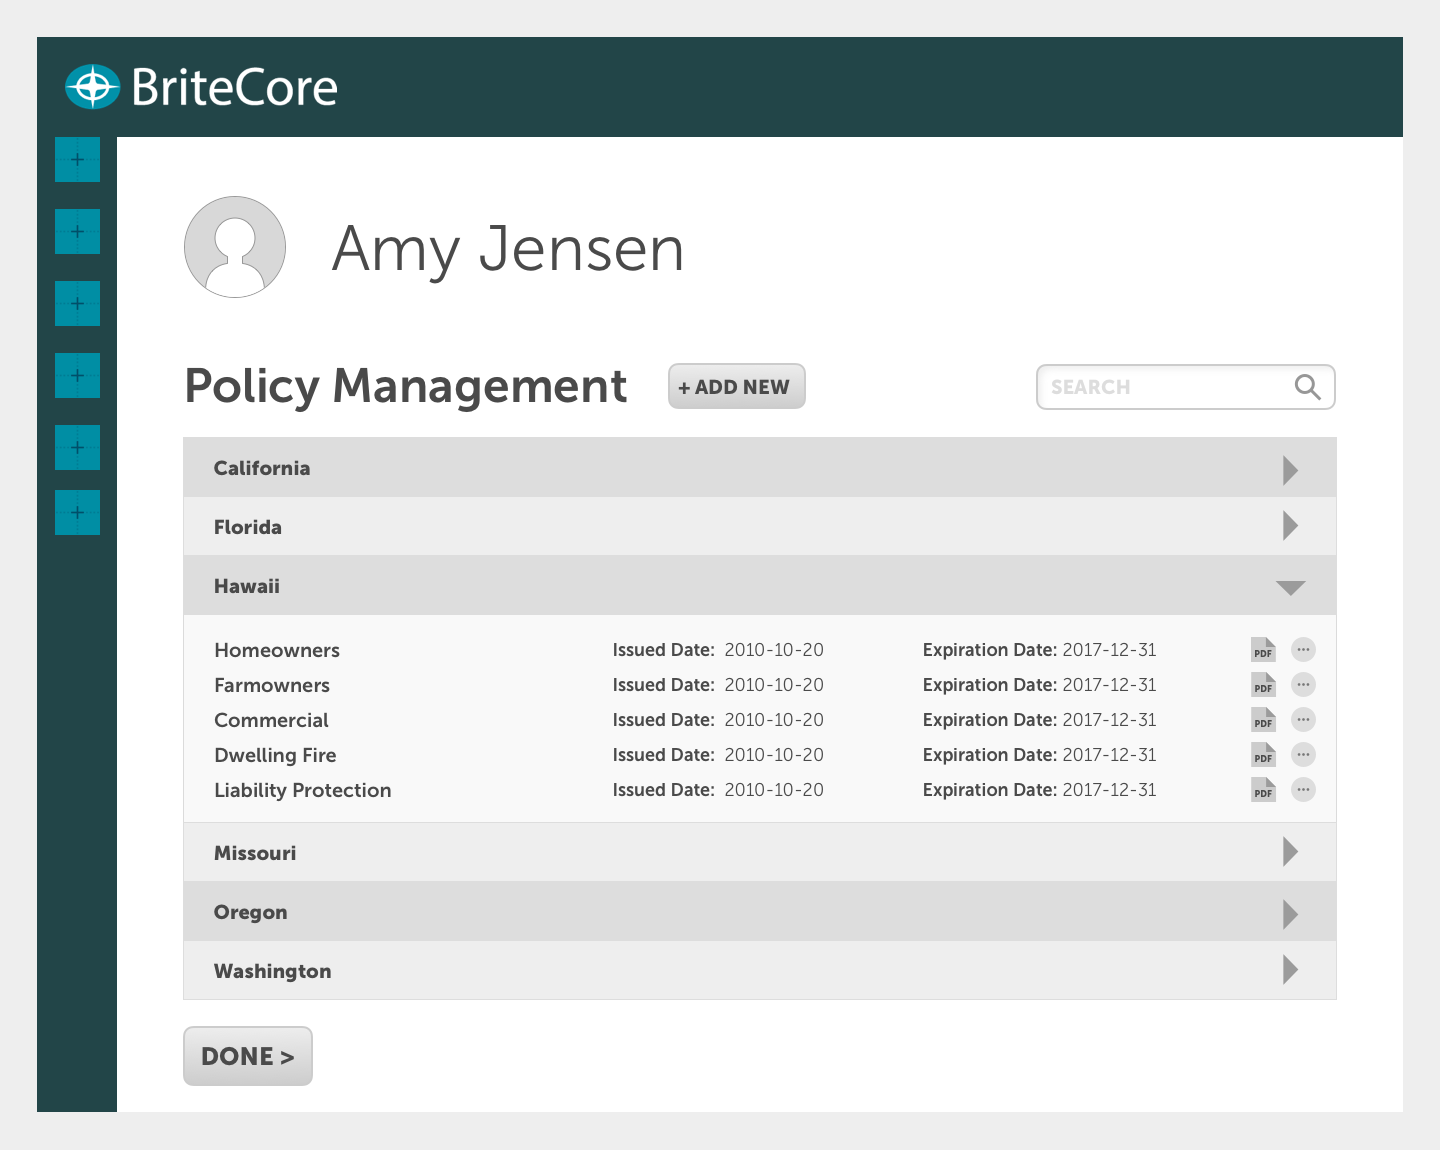 BriteCore
Amy Jensen
Policy Management + ADD NEW SEARCH
California
Florida
Hawaii
Homeowners Issued Date: 2010-10-20 Expiration Date: 2017-12-31 PDF
Farmowners Issued Date: 2010-10-20 Expiration Date: 2017-12-31 PDF
Commercial Issued Date: 2010-10-20 Expiration Date: 2017-12-31 PDF
Dwelling Fire Issued Date: 2010-10-20 Expiration Date: 2017-12-31 PDF
Liability Protection Issued Date: 2010-10-20 Expiration Date: 2017-12-31 PDF
Missouri
Oregon
Washington
DONE >